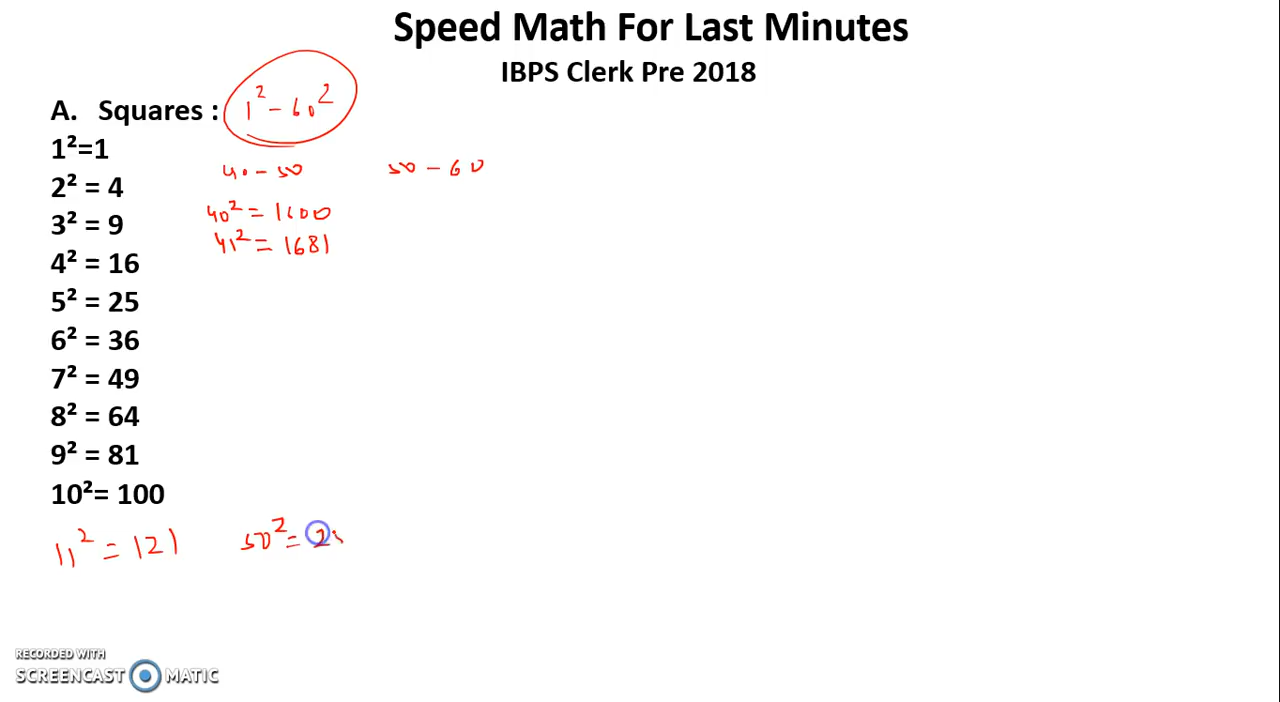 Speed Math For Last Minutes
IBPS Clerk Pre 2018
A. Squares : 1² - 60²
1²=1
40 - 50 50 - 60
2² = 4
40² = 1600
3² = 9
41² = 1681
4² = 16
5² = 25
6² = 36
7² = 49
8² = 64
9² = 81
10²= 100
11² = 121 50² = 2
RECORDED WITH
SCREENCAST MATIC